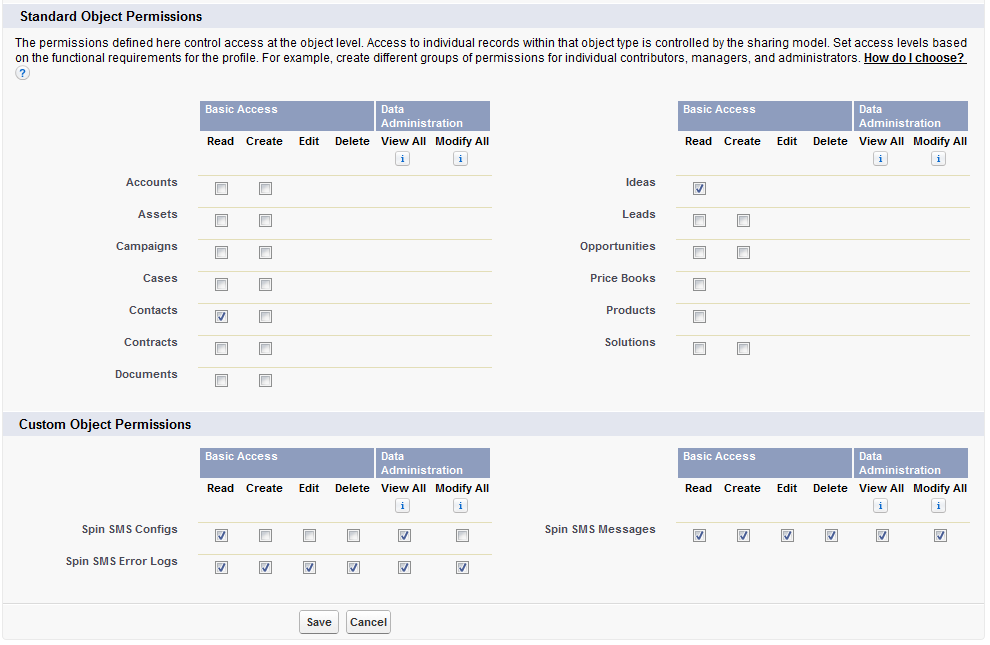 Standard Object Permissions
The permissions defined here control access at the object level. Access to individual records within that object type is controlled by the sharing model. Set access levels based
on the functional requirements for the profile. For example, create different groups of permissions for individual contributors, managers, and administrators. How do I choose?
?
Basic Access
Data
Administration
Read Create Edit Delete View All Modify All
i i
Accounts
Assets
Campaigns
Cases
Contacts
Contracts
Documents
Basic Access
Data
Administration
Read Create Edit Delete View All Modify All
i i
Ideas
Leads
Opportunities
Price Books
Products
Solutions
Custom Object Permissions
Basic Access
Data
Administration
Read Create Edit Delete View All Modify All
i i
Spin SMS Configs
Spin SMS Error Logs
Basic Access
Data
Administration
Read Create Edit Delete View All Modify All
i i
Spin SMS Messages
Save Cancel